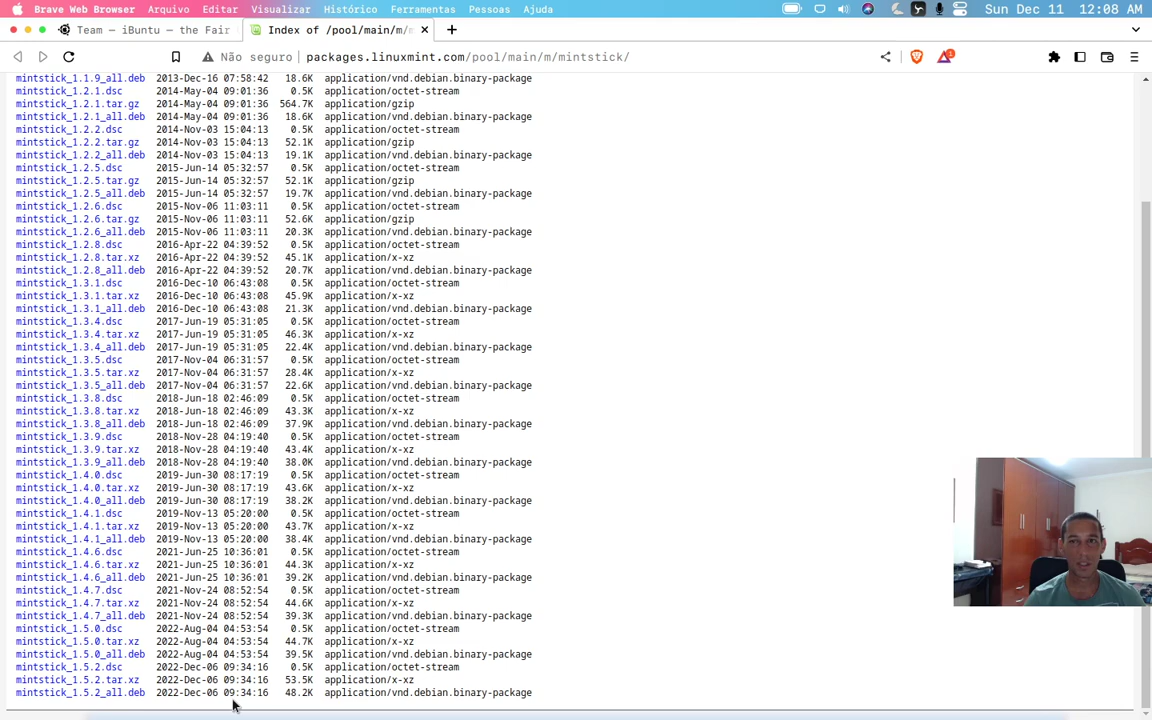 Brave Web Browser Arquivo Editar Visualizar Histórico Ferramentas Pessoas Ajuda Sun Dec 11 12:08 AM
Team — iBuntu — the Fair Index of /pool/main/m/m
Não seguro packages.linuxmint.com/pool/main/m/mintstick/ 1
mintstick_1.1.9_all.deb 2013-Dec-16 07:58:42 18.6K application/vnd.debian.binary-package
mintstick_1.2.1.dsc 2014-May-04 09:01:36 0.5K application/octet-stream
mintstick_1.2.1.tar.gz 2014-May-04 09:01:36 564.7K application/gzip
mintstick_1.2.1_all.deb 2014-May-04 09:01:36 18.6K application/vnd.debian.binary-package
mintstick_1.2.2.dsc 2014-Nov-03 15:04:13 0.5K application/octet-stream
mintstick_1.2.2.tar.gz 2014-Nov-03 15:04:13 52.1K application/gzip
mintstick_1.2.2_all.deb 2014-Nov-03 15:04:13 19.1K application/vnd.debian.binary-package
mintstick_1.2.5.dsc 2015-Jun-14 05:32:57 0.5K application/octet-stream
mintstick_1.2.5.tar.gz 2015-Jun-14 05:32:57 52.1K application/gzip
mintstick_1.2.5_all.deb 2015-Jun-14 05:32:57 19.7K application/vnd.debian.binary-package
mintstick_1.2.6.dsc 2015-Nov-06 11:03:11 0.5K application/octet-stream
mintstick_1.2.6.tar.gz 2015-Nov-06 11:03:11 52.6K application/gzip
mintstick_1.2.6_all.deb 2015-Nov-06 11:03:11 20.3K application/vnd.debian.binary-package
mintstick_1.2.8.dsc 2016-Apr-22 04:39:52 0.5K application/octet-stream
mintstick_1.2.8.tar.xz 2016-Apr-22 04:39:52 45.1K application/x-xz
mintstick_1.2.8_all.deb 2016-Apr-22 04:39:52 20.7K application/vnd.debian.binary-package
mintstick_1.3.1.dsc 2016-Dec-10 06:43:08 0.5K application/octet-stream
mintstick_1.3.1.tar.xz 2016-Dec-10 06:43:08 45.9K application/x-xz
mintstick_1.3.1_all.deb 2016-Dec-10 06:43:08 21.3K application/vnd.debian.binary-package
mintstick_1.3.4.dsc 2017-Jun-19 05:31:05 0.5K application/octet-stream
mintstick_1.3.4.tar.xz 2017-Jun-19 05:31:05 46.3K application/x-xz
mintstick_1.3.4_all.deb 2017-Jun-19 05:31:05 22.4K application/vnd.debian.binary-package
mintstick_1.3.5.dsc 2017-Nov-04 06:31:57 0.5K application/octet-stream
mintstick_1.3.5.tar.xz 2017-Nov-04 06:31:57 28.4K application/x-xz
mintstick_1.3.5_all.deb 2017-Nov-04 06:31:57 22.6K application/vnd.debian.binary-package
mintstick_1.3.8.dsc 2018-Jun-18 02:46:09 0.5K application/octet-stream
mintstick_1.3.8.tar.xz 2018-Jun-18 02:46:09 43.3K application/x-xz
mintstick_1.3.8_all.deb 2018-Jun-18 02:46:09 37.9K application/vnd.debian.binary-package
mintstick_1.3.9.dsc 2018-Nov-28 04:19:40 0.5K application/octet-stream
mintstick_1.3.9.tar.xz 2018-Nov-28 04:19:40 43.4K application/x-xz
mintstick_1.3.9_all.deb 2018-Nov-28 04:19:40 38.0K application/vnd.debian.binary-package
mintstick_1.4.0.dsc 2019-Jun-30 08:17:19 0.5K application/octet-stream
mintstick_1.4.0.tar.xz 2019-Jun-30 08:17:19 43.6K application/x-xz
mintstick_1.4.0_all.deb 2019-Jun-30 08:17:19 38.2K application/vnd.debian.binary-package
mintstick_1.4.1.dsc 2019-Nov-13 05:20:00 0.5K application/octet-stream
mintstick_1.4.1.tar.xz 2019-Nov-13 05:20:00 43.7K application/x-xz
mintstick_1.4.1_all.deb 2019-Nov-13 05:20:00 38.4K application/vnd.debian.binary-package
mintstick_1.4.6.dsc 2021-Jun-25 10:36:01 0.5K application/octet-stream
mintstick_1.4.6.tar.xz 2021-Jun-25 10:36:01 44.3K application/x-xz
mintstick_1.4.6_all.deb 2021-Jun-25 10:36:01 39.2K application/vnd.debian.binary-package
mintstick_1.4.7.dsc 2021-Nov-24 08:52:54 0.5K application/octet-stream
mintstick_1.4.7.tar.xz 2021-Nov-24 08:52:54 44.6K application/x-xz
mintstick_1.4.7_all.deb 2021-Nov-24 08:52:54 39.3K application/vnd.debian.binary-package
mintstick_1.5.0.dsc 2022-Aug-04 04:53:54 0.5K application/octet-stream
mintstick_1.5.0.tar.xz 2022-Aug-04 04:53:54 44.7K application/x-xz
mintstick_1.5.0_all.deb 2022-Aug-04 04:53:54 39.5K application/vnd.debian.binary-package
mintstick_1.5.2.dsc 2022-Dec-06 09:34:16 0.5K application/octet-stream
mintstick_1.5.2.tar.xz 2022-Dec-06 09:34:16 53.5K application/x-xz
mintstick_1.5.2_all.deb 2022-Dec-06 09:34:16 48.2K application/vnd.debian.binary-package